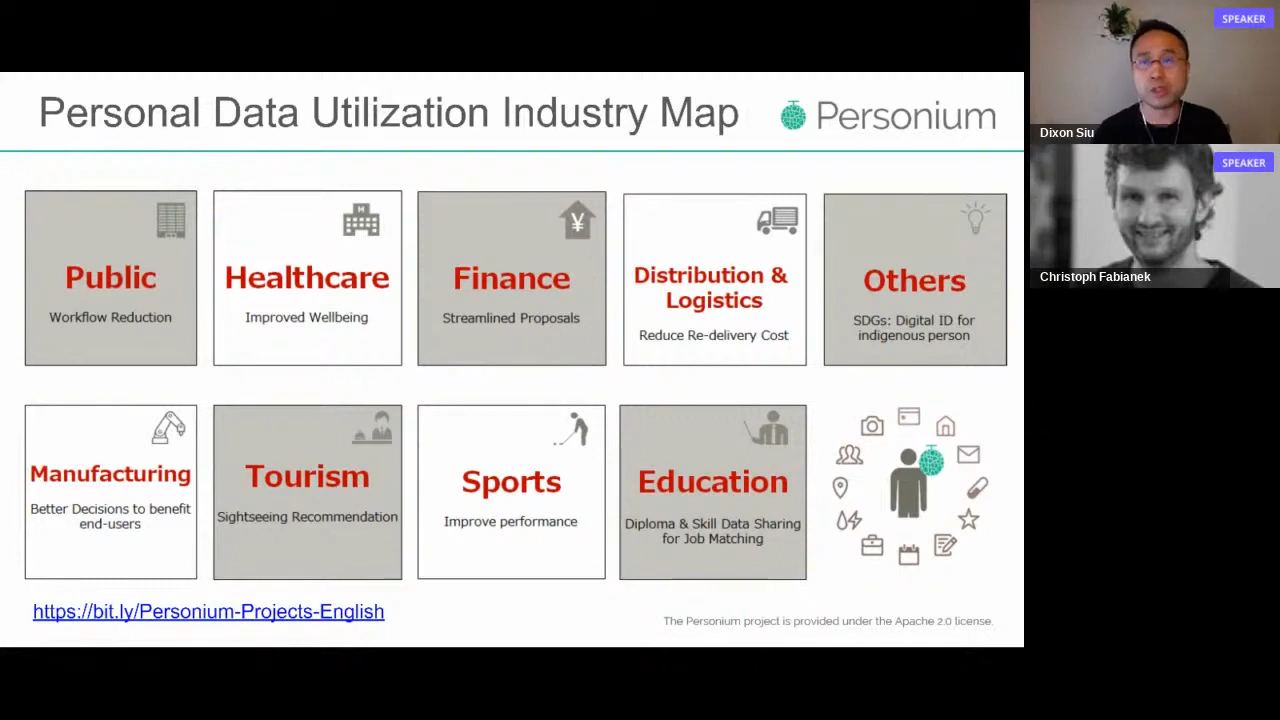 Personal Data Utilization Industry Map
Personium
Public
Workflow Reduction
H
Healthcare
Improved Wellbeing
¥
Finance
Streamlined Proposals
Distribution &
Logistics
Reduce Re-delivery Cost
Others
SDGs: Digital ID for
indigenous person
Manufacturing
Better Decisions to benefit
end-users
Tourism
Sightseeing Recommendation
Sports
Improve performance
Education
Diploma & Skill Data Sharing
for Job Matching
https://bit.ly/Personium-Projects-English
The Personium project is provided under the Apache 2.0 license.
SPEAKER
Dixon Siu
SPEAKER
Christoph Fabianek